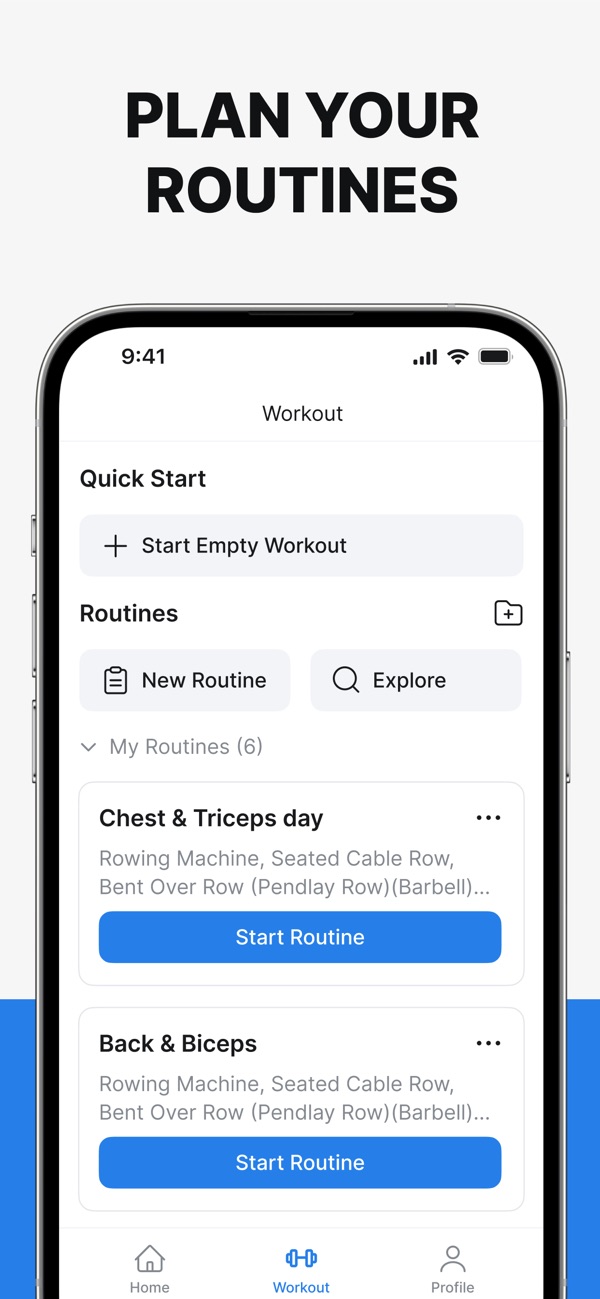 PLAN YOUR
ROUTINES
9:41
Workout
Quick Start
Start Empty Workout
Routines
New Routine
Explore
My Routines (6)
Chest & Triceps day
Rowing Machine, Seated Cable Row,
Bent Over Row (Pendlay Row)(Barbell)...
Start Routine
Back & Biceps
Rowing Machine, Seated Cable Row,
Bent Over Row (Pendlay Row)(Barbell)...
Start Routine
Home
Workout
Profile